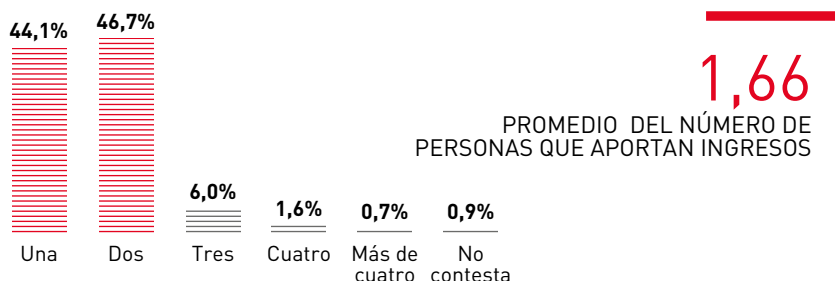 44,1%
46,7%
6,0%
1,6%
0,7%
0,9%
Una
Dos
Tres
Cuatro
Más de
cuatro
No
contesta
1,66
PROMEDIO DEL NÚMERO DE
PERSONAS QUE APORTAN INGRESOS